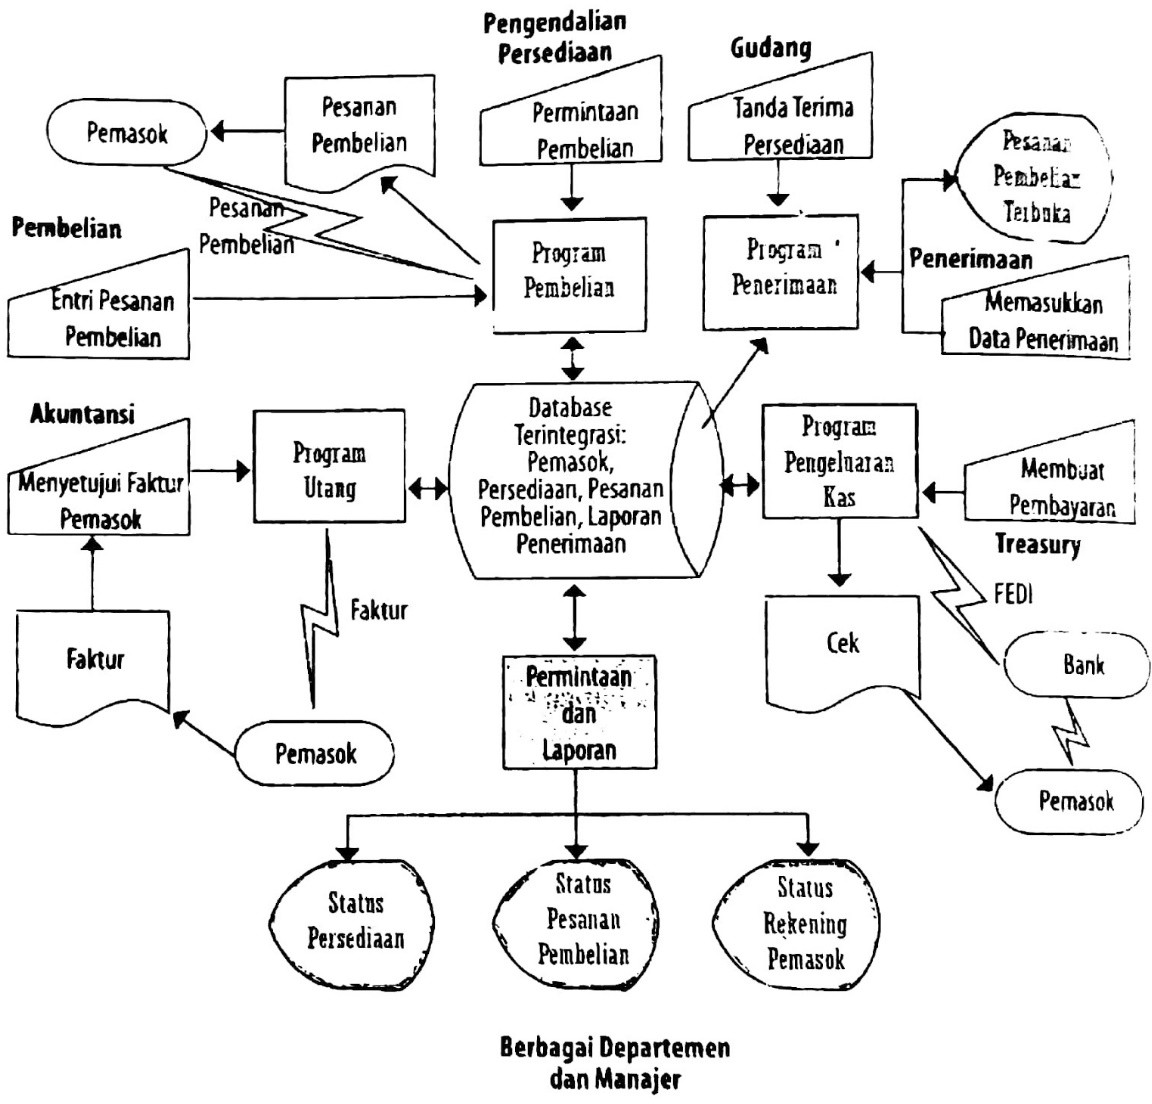 Pengendalian
Persediaan
Gudang
Pesanan
Pembelian
Pemasok
Permintaan
Pembelian
Tanda Terima
Persediaan
Pesanan
Pembelian
Terbuka
Pesanan
Pembelian
Pembelian
Entri Pesanan
Pembelian
Program
Pembelian
Program
Penerimaan
Penerimaan
Memasukkan
Data Penerimaan
Akuntansi
Menyetujui Faktur
Pemasok
Program
Utang
Database
Terintegrasi:
Pemasok,
Persediaan, Pesanan
Pembelian, Laporan
Penerimaan
Program
Pengeluaran
Kas
Membuat
Pembayaran
Treasury
Faktur
Faktur
Pemasok
Permintaan
dan
Laporan
Cek
FEDI
Bank
Pemasok
Status
Persediaan
Status
Pesanan
Pembelian
Status
Rekening
Pemasok
Berbagai Departemen
dan Manajer